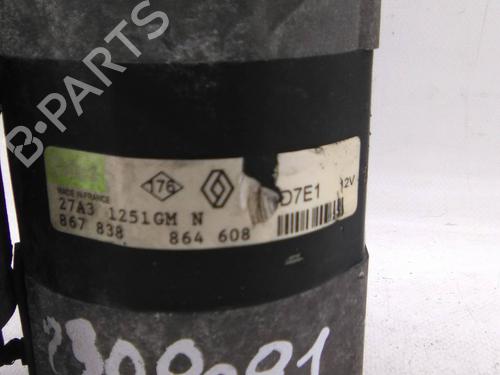 B-PARTS
MADE IN FRANCE
176
D7E1
12V
27A3 1251GM N
867 838 864 608